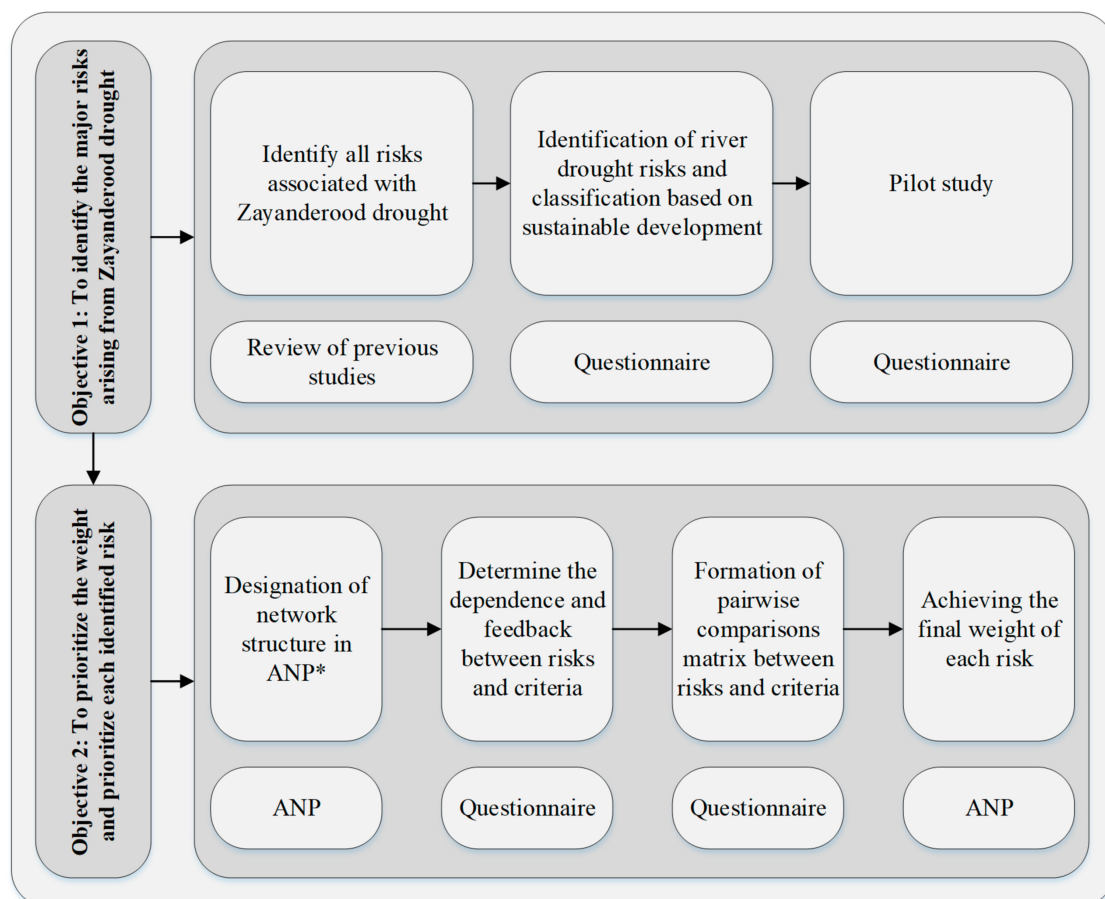 Objective 1: To identify the major risks
arising from Zayanderood drought
Identify all risks
associated with
Zayanderood drought
Identification of river
drought risks and
classification based on
sustainable development
Pilot study
Review of previous
studies
Questionnaire
Questionnaire
Objective 2: To prioritize the weight
and prioritize each identified risk
Designation of
network
structure in
ANP*
Determine the
dependence and
feedback
between risks
and criteria
Formation of
pairwise
comparisons
matrix between
risks and criteria
Achieving the
final weight of
each risk
ANP
Questionnaire
Questionnaire
ANP